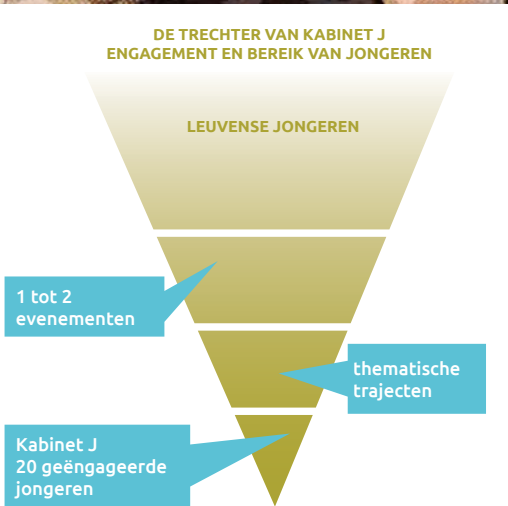 DE TRECHTER VAN KABINET J
ENGAGEMENT EN BEREIK VAN JONGEREN
LEUVENSE JONGEREN
1 tot 2
evenementen
thematische
trajecten
Kabinet J
20 geëngageerde
jongeren